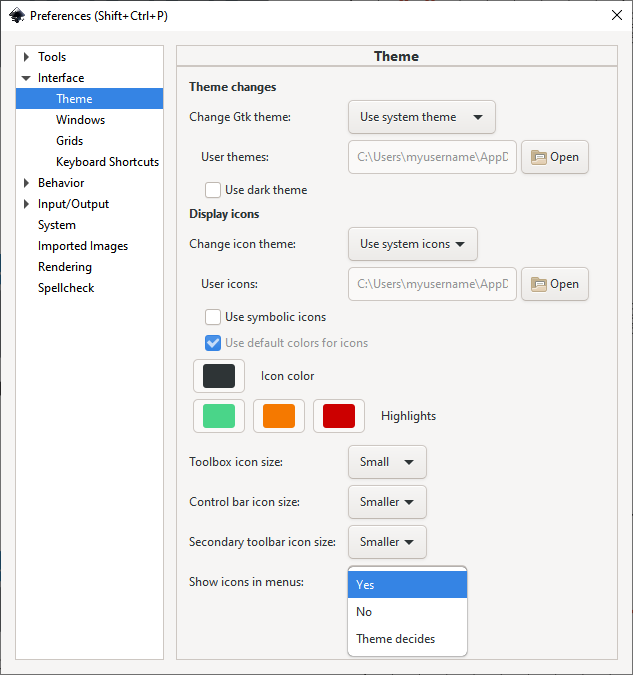 Preferences (Shift+Ctrl+P)
Tools
Interface
Theme
Windows
Grids
Keyboard Shortcuts
Behavior
Input/Output
System
Imported Images
Rendering
Spellcheck
Theme
Theme changes
Change Gtk theme: Use system theme
User themes: C:\Users\myusername\AppD Open
Use dark theme
Display icons
Change icon theme: Use system icons
User icons: C:\Users\myusername\AppD Open
Use symbolic icons
Use default colors for icons
Icon color
Highlights
Toolbox icon size: Small
Control bar icon size: Smaller
Secondary toolbar icon size: Smaller
Show icons in menus: Yes
No
Theme decides